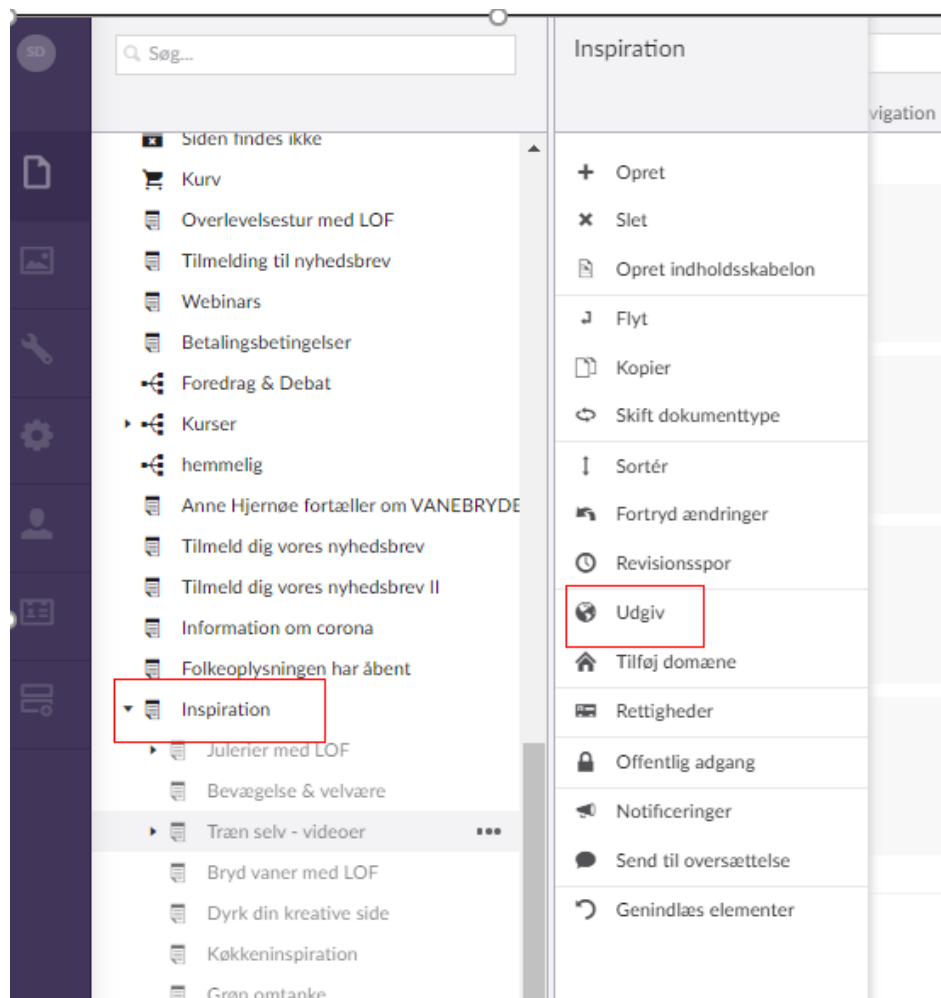 SD
Søg...
Siden findes ikke
Kurv
Overlevelsestur med LOF
Tilmelding til nyhedsbrev
Webinars
Betalingsbetingelser
Foredrag & Debat
Kurser
hemmelig
Anne Hjernøe fortæller om VANEBRYDE
Tilmeld dig vores nyhedsbrev
Tilmeld dig vores nyhedsbrev II
Information om corona
Folkeoplysningen har åbent
Inspiration
Julerier med LOF
Bevægelse & velvære
Træn selv - videoer
Bryd vaner med LOF
Dyrk din kreative side
Køkkeninspiration
Grøn omtanke
Inspiration
Opret
Slet
Opret indholdsskabelon
Flyt
Kopier
Skift dokumenttype
Sortér
Fortryd ændringer
Revisionsspor
Udgiv
Tilføj domæne
Rettigheder
Offentlig adgang
Notificeringer
Send til oversættelse
Genindlæs elementer
vigation